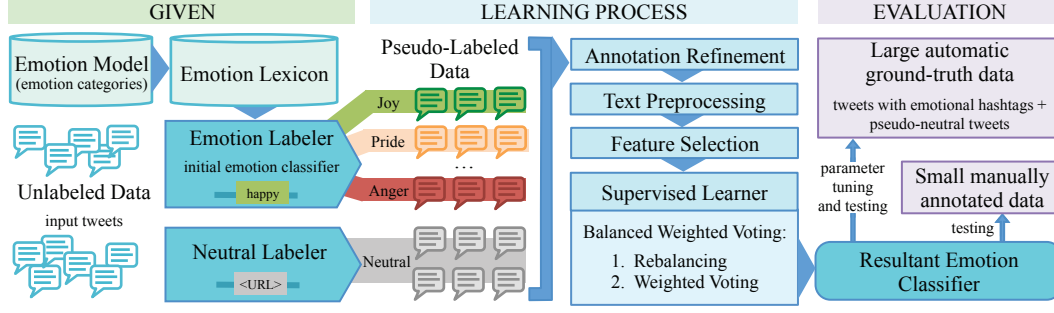 GIVEN
LEARNING PROCESS
EVALUATION
Emotion Model
(emotion categories)
Emotion Lexicon
Unlabeled Data
input tweets
Emotion Labeler
initial emotion classifier
happy
Neutral Labeler
<URL>
Pseudo-Labeled
Data
Joy
Pride
...
Anger
Neutral
Annotation Refinement
Text Preprocessing
Feature Selection
Supervised Learner
Balanced Weighted Voting:
1. Rebalancing
2. Weighted Voting
Large automatic
ground-truth data
tweets with emotional hashtags +
pseudo-neutral tweets
parameter
tuning
and testing
Small manually
annotated data
testing
Resultant Emotion
Classifier